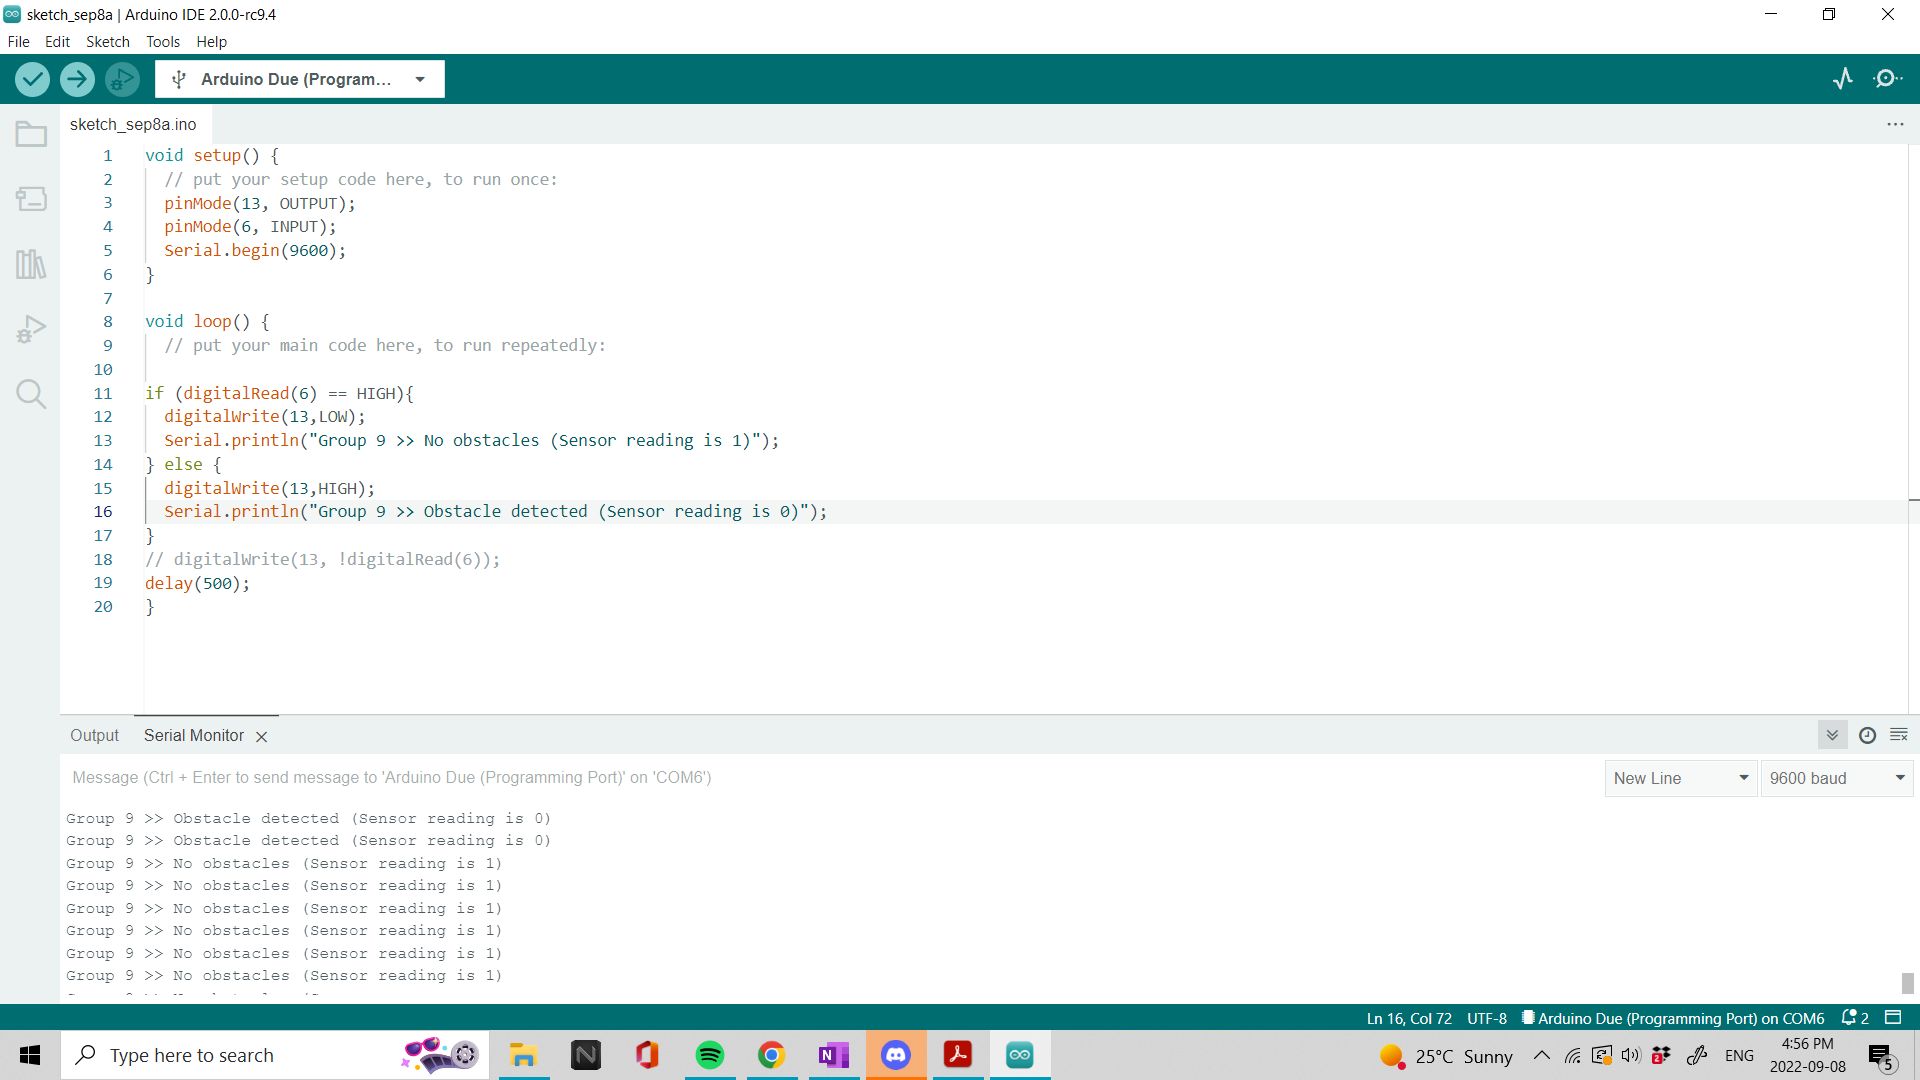 sketch_sep8a | Arduino IDE 2.0.0-rc9.4
File Edit Sketch Tools Help
Arduino Due (Program...
sketch_sep8a.ino
1 void setup() {
2 // put your setup code here, to run once:
3 pinMode(13, OUTPUT);
4 pinMode(6, INPUT);
5 Serial.begin(9600);
6 }
7
8 void loop() {
9 // put your main code here, to run repeatedly:
10
11 if (digitalRead(6) == HIGH){
12 digitalWrite(13,LOW);
13 Serial.println("Group 9 >> No obstacles (Sensor reading is 1)");
14 } else {
15 digitalWrite(13,HIGH);
16 Serial.println("Group 9 >> Obstacle detected (Sensor reading is 0)");
17 }
18 // digitalWrite(13, !digitalRead(6));
19 delay(500);
20 }
Output Serial Monitor
Message (Ctrl + Enter to send message to 'Arduino Due (Programming Port)' on 'COM6')
New Line 9600 baud
Group 9 >> Obstacle detected (Sensor reading is 0)
Group 9 >> Obstacle detected (Sensor reading is 0)
Group 9 >> No obstacles (Sensor reading is 1)
Group 9 >> No obstacles (Sensor reading is 1)
Group 9 >> No obstacles (Sensor reading is 1)
Group 9 >> No obstacles (Sensor reading is 1)
Group 9 >> No obstacles (Sensor reading is 1)
Group 9 >> No obstacles (Sensor reading is 1)
Ln 16, Col 72 UTF-8 Arduino Due (Programming Port) on COM6 2
Type here to search
25°C Sunny
ENG
4:56 PM
2022-09-08
5